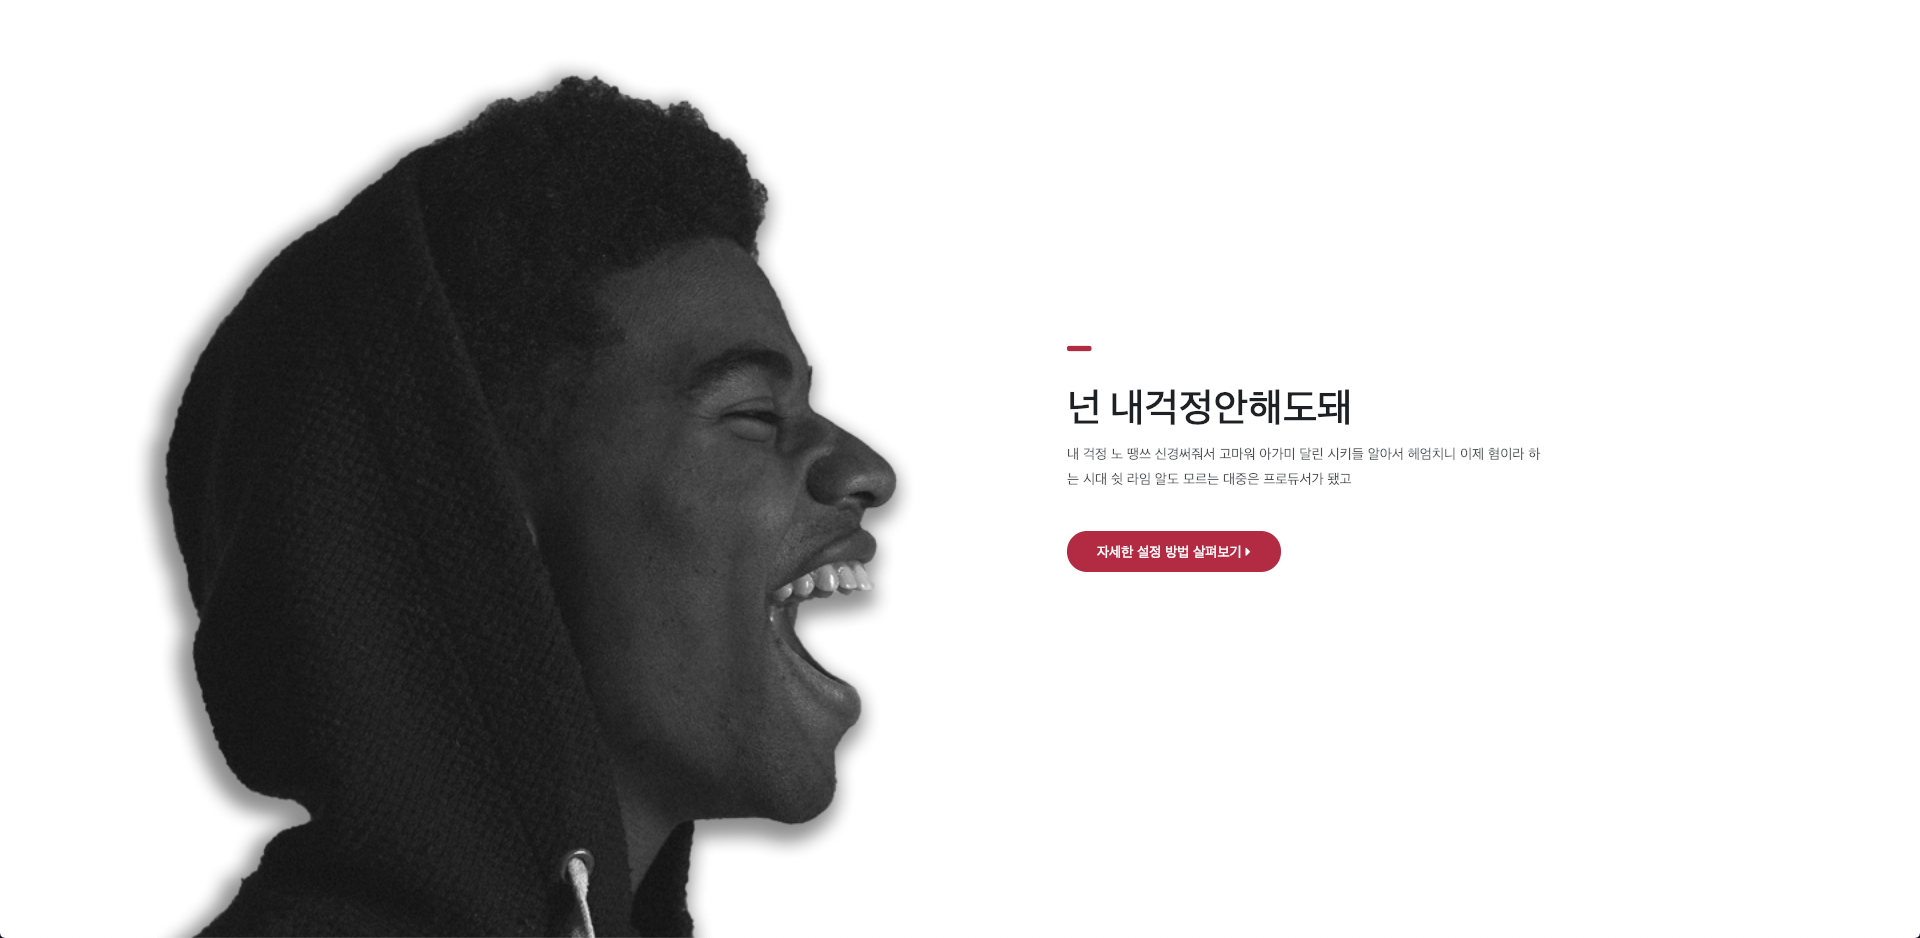 넌 내걱정안해도돼
내 걱정 노 땡쓰 신경써줘서 고마워 아가미 달린 시키들 알아서 헤엄치니 이제 혐이라 하
는 시대 쉿 라임 알도 모르는 대중은 프로듀서가 됐고
자세한 설정 방법 살펴보기